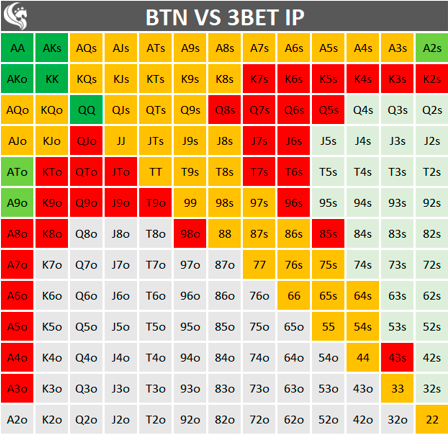 BTN VS 3BET IP
AA AKs AQs AJs ATs A9s A8s A7s A6s A5s A4s A3s A2s
AKo KK KQs KJs KTs K9s K8s K7s K6s K5s K4s K3s K2s
AQo KQo QQ QJs QTs Q9s Q8s Q7s Q6s Q5s Q4s Q3s Q2s
AJo KJo QJo JJ JTs J9s J8s J7s J6s J5s J4s J3s J2s
ATo KTo QTo JTo TT T9s T8s T7s T6s T5s T4s T3s T2s
A9o K9o Q9o J9o T9o 99 98s 97s 96s 95s 94s 93s 92s
A8o K8o Q8o J8o T8o 98o 88 87s 86s 85s 84s 83s 82s
A7o K7o Q7o J7o T7o 97o 87o 77 76s 75s 74s 73s 72s
A6o K6o Q6o J6o T6o 96o 86o 76o 66 65s 64s 63s 62s
A5o K5o Q5o J5o T5o 95o 85o 75o 65o 55 54s 53s 52s
A4o K4o Q4o J4o T4o 94o 84o 74o 64o 54o 44 43s 42s
A3o K3o Q3o J3o T3o 93o 83o 73o 63o 53o 43o 33 32s
A2o K2o Q2o J2o T2o 92o 82o 72o 62o 52o 42o 32o 22